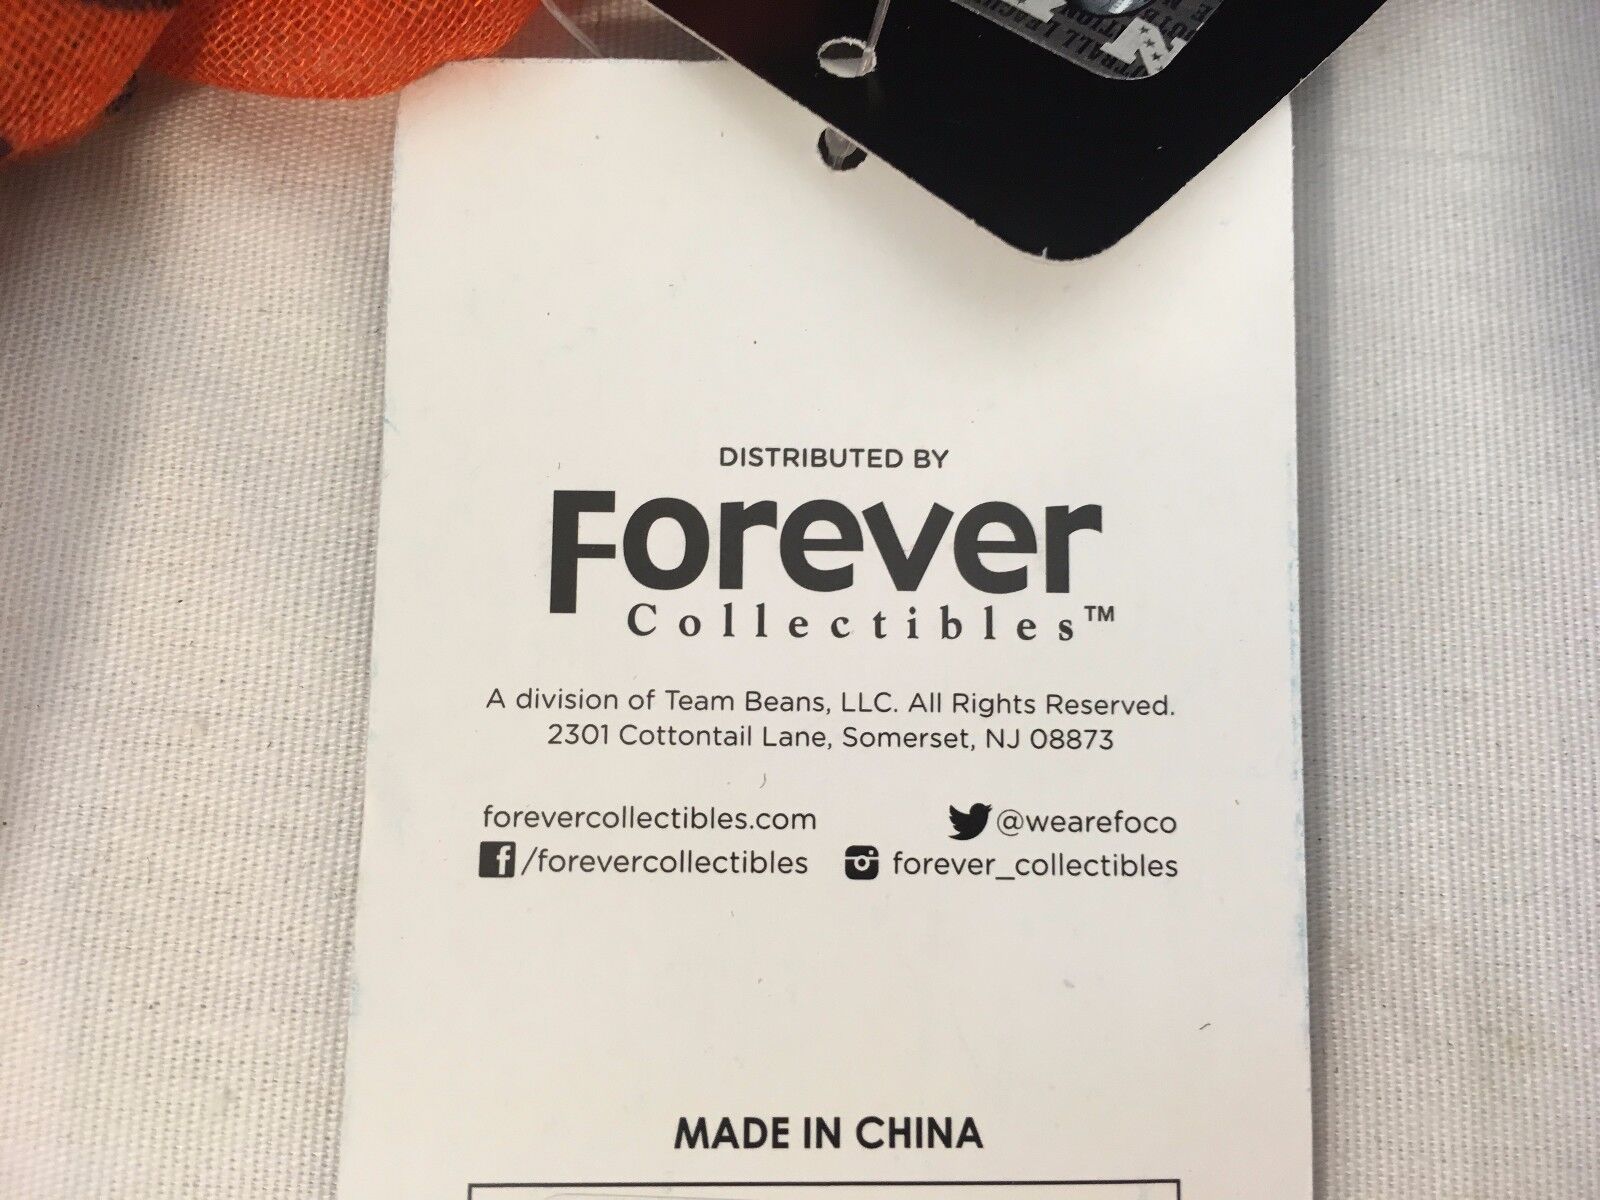 DISTRIBUTED BY
Forever
Collectibles™
A division of Team Beans, LLC. All Rights Reserved.
2301 Cottontail Lane, Somerset, NJ 08873
forevercollectibles.com
@wearefoco
/forevercollectibles
forever_collectibles
MADE IN CHINA